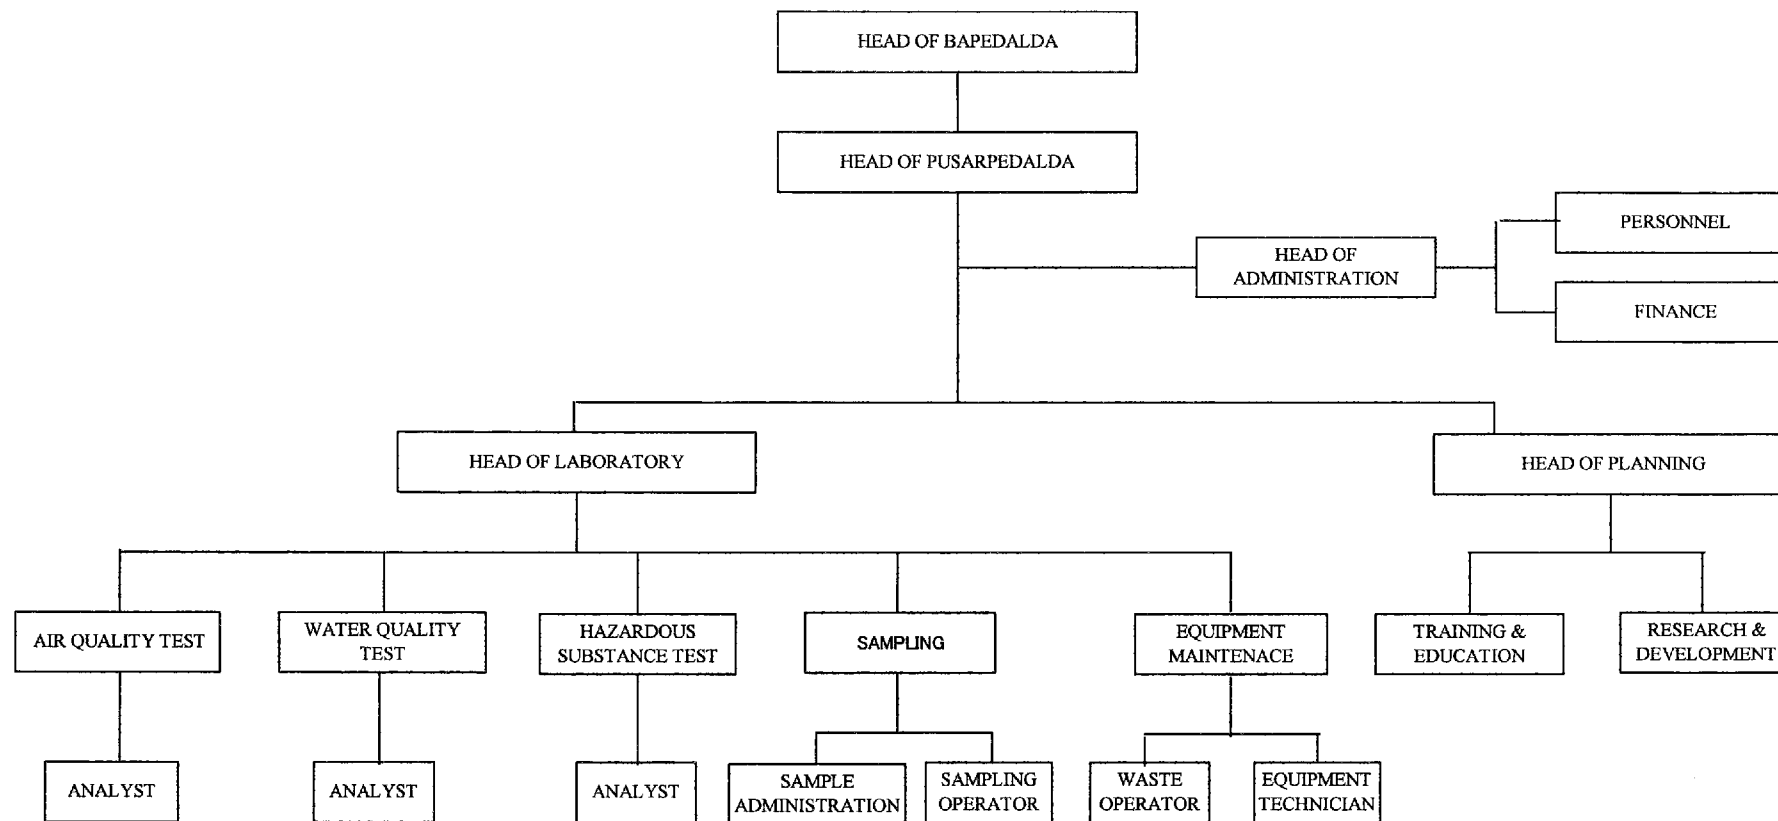 HEAD OF BAPEDALDA
HEAD OF PUSARPEDALDA
PERSONNEL
HEAD OF
ADMINISTRATION
FINANCE
HEAD OF LABORATORY
HEAD OF PLANNING
AIR QUALITY TEST
WATER QUALITY
TEST
HAZARDOUS
SUBSTANCE TEST
SAMPLING
EQUIPMENT
MAINTENACE
TRAINING &
EDUCATION
RESEARCH &
DEVELOPMENT
ANALYST
ANALYST
ANALYST
SAMPLE
ADMINISTRATION
SAMPLING
OPERATOR
WASTE
OPERATOR
EQUIPMENT
TECHNICIAN